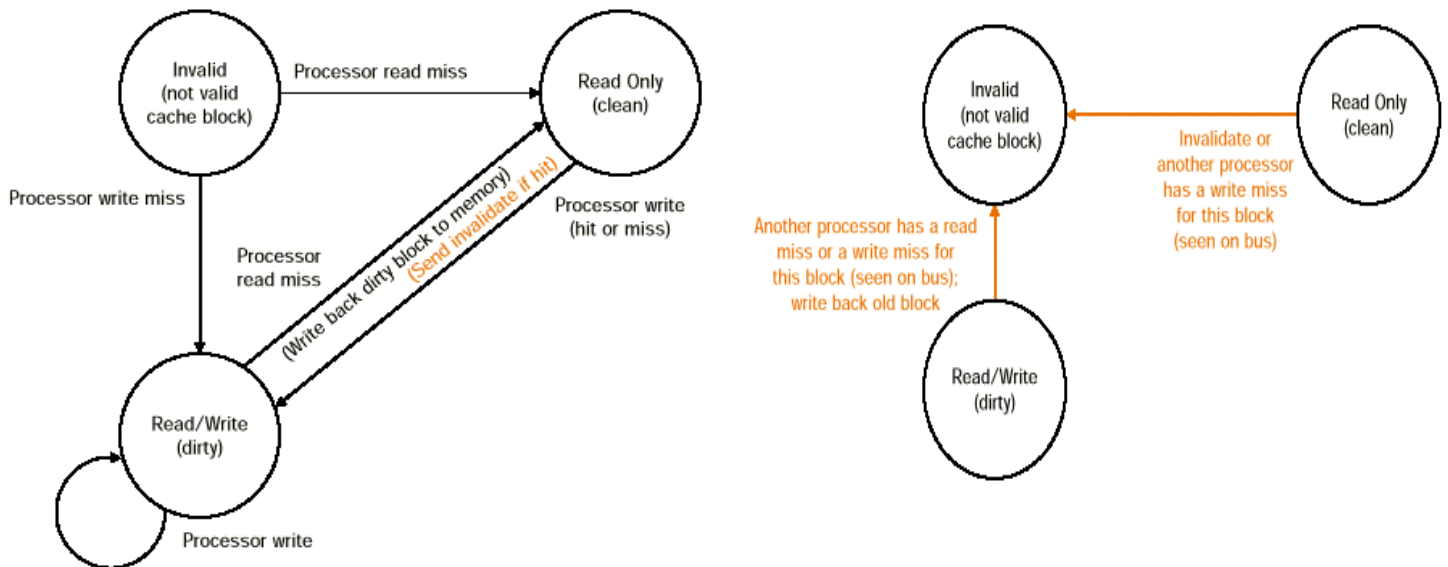 Invalid
(not valid
cache block)
Processor read miss
Read Only
(clean)
Processor write miss
Processor
read miss
(Write back dirty block to memory)
(Send invalidate if hit)
Processor write
(hit or miss)
Read/Write
(dirty)
Processor write
Invalid
(not valid
cache block)
Read Only
(clean)
Invalidate or
another processor
has a write miss
for this block
(seen on bus)
Another processor has a read
miss or a write miss for
this block (seen on bus);
write back old block
Read/Write
(dirty)